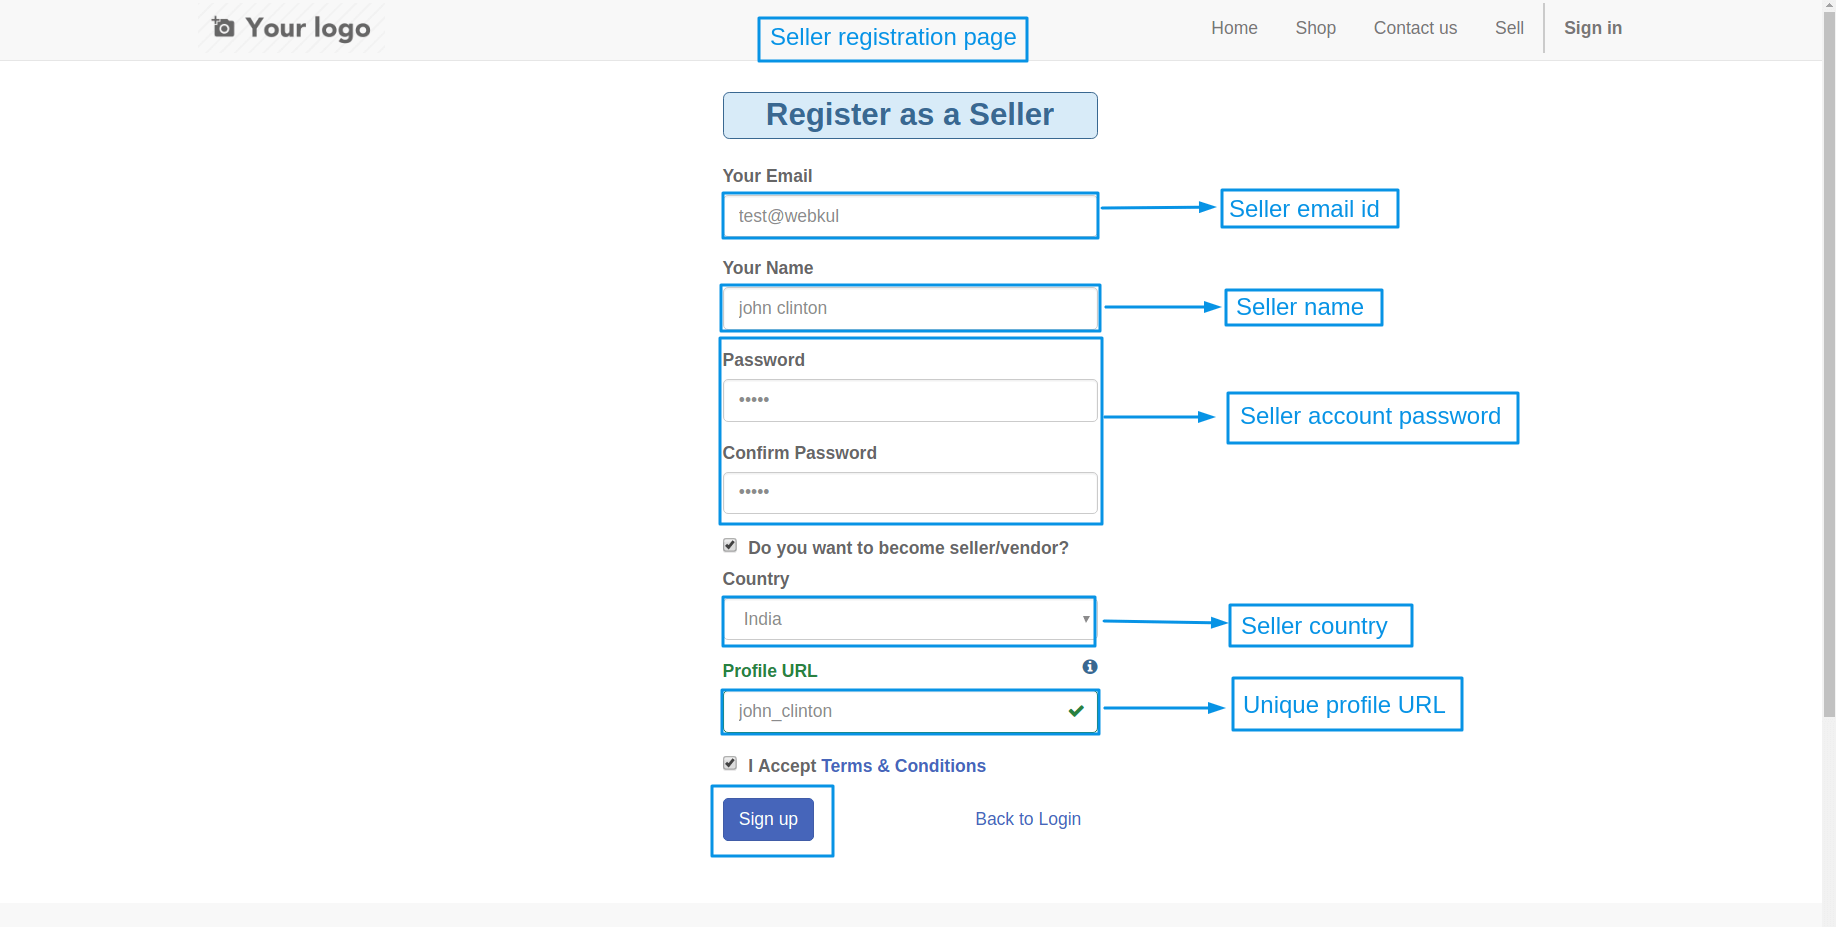 Your logo
Seller registration page
Home Shop Contact us Sell Sign in
Register as a Seller
Your Email
test@webkul
Seller email id
Your Name
john clinton
Seller name
Password
•••••
Seller account password
Confirm Password
•••••
Do you want to become seller/vendor?
Country
India
Seller country
Profile URL
john_clinton
Unique profile URL
I Accept Terms & Conditions
Sign up
Back to Login